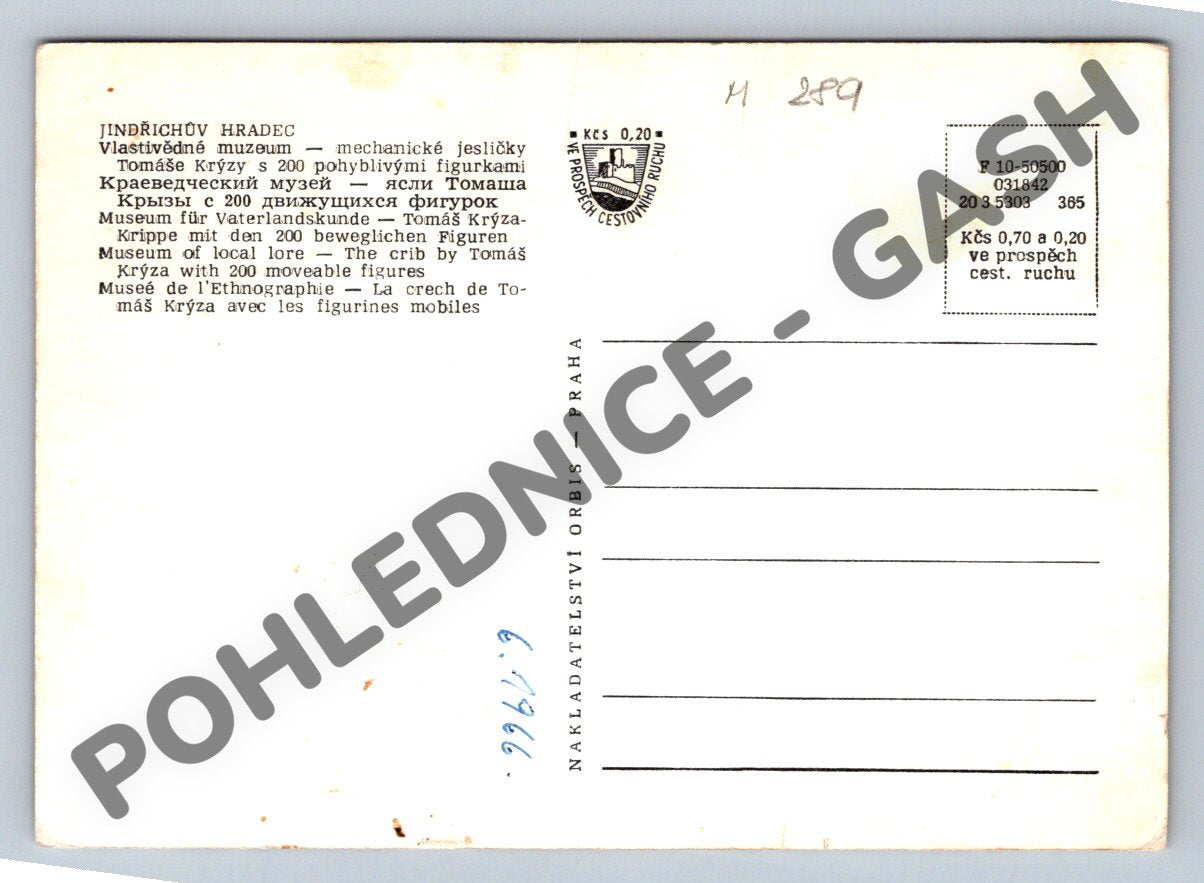 M 289
JINDŘICHŮV HRADEC
Vlastivědné muzeum — mechanické jesličky
Tomáše Krýzy s 200 pohyblivými figurkami
Краеведческий музей — ясли Томаша
Крызы с 200 движущихся фигурок
Museum für Vaterlandskunde — Tomáš Krýza-
Krippe mit den 200 beweglichen Figuren
Museum of local lore — The crib by Tomáš
Krýza with 200 moveable figures
Museé de l'Ethnographie — La crech de To-
máš Krýza avec les figurines mobiles
Kčs 0,20
VE PROSPĚCH CESTOVNÍHO RUCHU
F 10-50500
031842
20 3 5303 365
Kčs 0,70 a 0,20
ve prospěch
cest. ruchu
NAKLADATELSTVÍ ORBIS — PRAHA
6. 1966.
POHLEDNICE - GASH